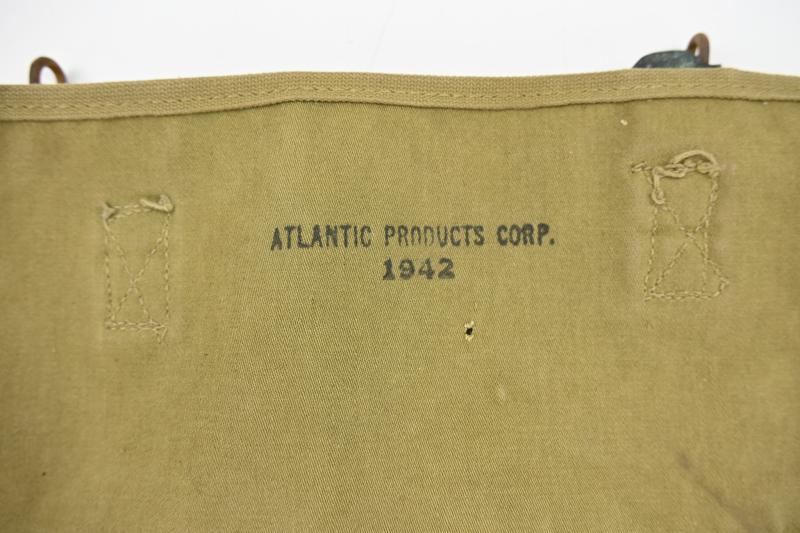 ATLANTIC PRODUCTS CORP.
1942